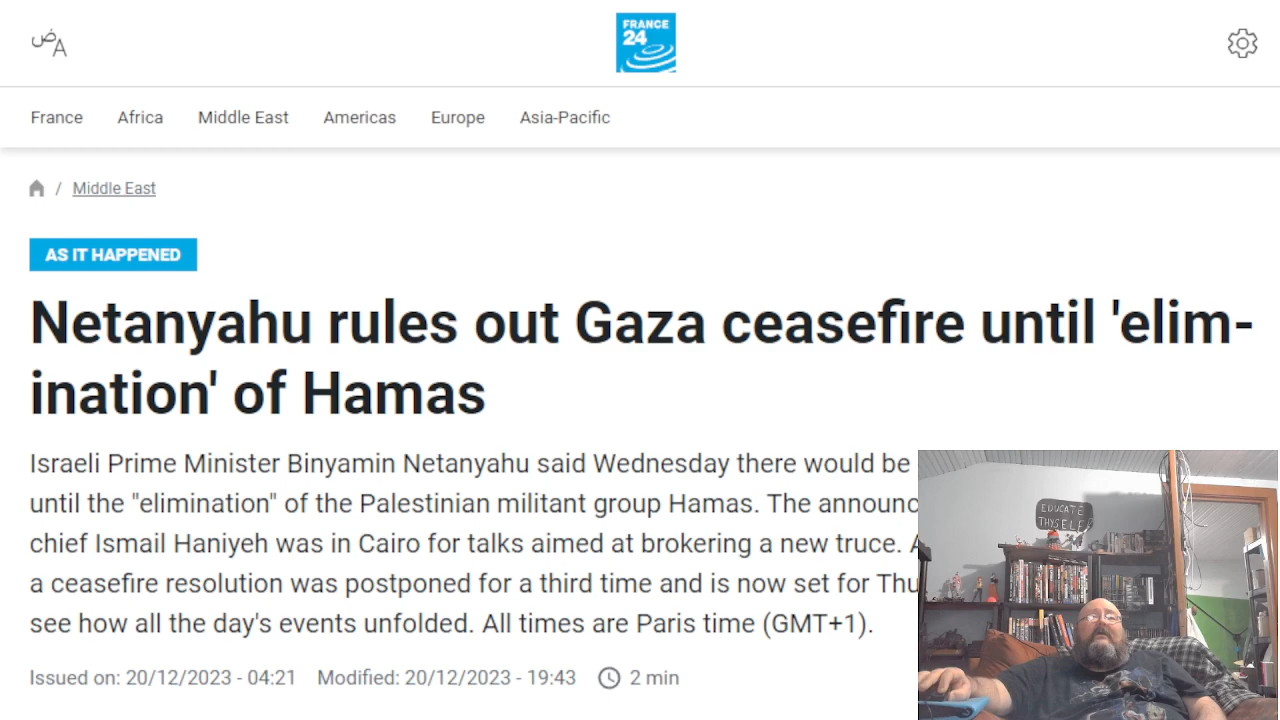 ض A
FRANCE
24
France Africa Middle East Americas Europe Asia-Pacific
/ Middle East
AS IT HAPPENED
Netanyahu rules out Gaza ceasefire until 'elim-
ination' of Hamas
Israeli Prime Minister Binyamin Netanyahu said Wednesday there would be
until the "elimination" of the Palestinian militant group Hamas. The announc
chief Ismail Haniyeh was in Cairo for talks aimed at brokering a new truce.
a ceasefire resolution was postponed for a third time and is now set for Thu
see how all the day's events unfolded. All times are Paris time (GMT+1).
Issued on: 20/12/2023 - 04:21 Modified: 20/12/2023 - 19:43 2 min
EDUCATE
THYSELF